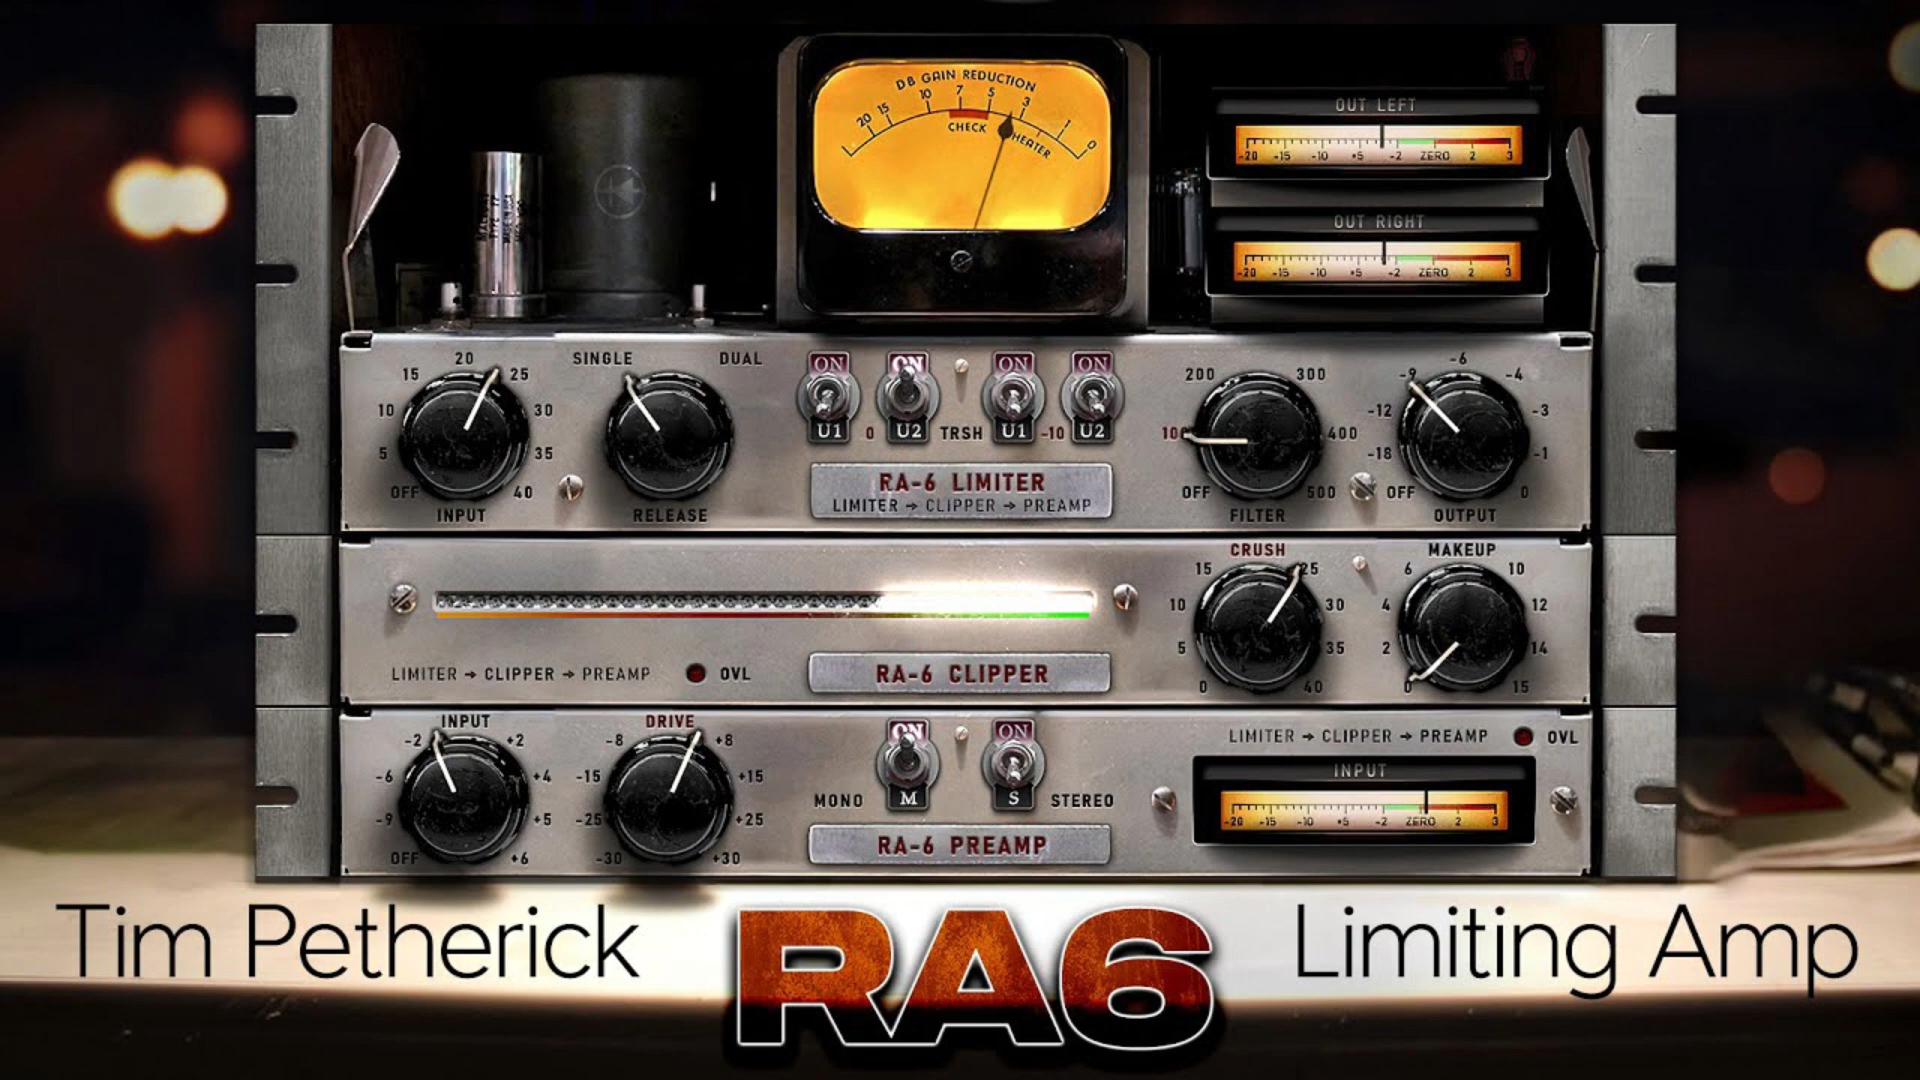 DB GAIN REDUCTION
20 15 10 7 5 3 1 0
CHECK HEATER
OUT LEFT
-20 -15 -10 +5 -2 ZERO 2 3
OUT RIGHT
-20 -15 -10 +5 -2 ZERO 2 3
OFF 5 10 15 20 25 30 35 40
INPUT
SINGLE DUAL
RELEASE
ON ON ON ON
U1 0 U2 TRSH U1 -10 U2
RA-6 LIMITER
LIMITER → CLIPPER → PREAMP
OFF 100 200 300 400 500
FILTER
OFF -18 -12 -9 -6 -4 -3 -1 0
OUTPUT
LIMITER → CLIPPER → PREAMP OVL
RA-6 CLIPPER
CRUSH
0 5 10 15 25 30 35 40
MAKEUP
0 2 4 6 10 12 14 15
INPUT
OFF -9 -6 -2 +2 +4 +5 +6
DRIVE
-30 -25 -15 -8 +8 +15 +25 +30
ON ON
MONO M S STEREO
RA-6 PREAMP
LIMITER → CLIPPER → PREAMP OVL
INPUT
-20 -15 -10 +5 -2 ZERO 2 3
Tim Petherick RA6 Limiting Amp